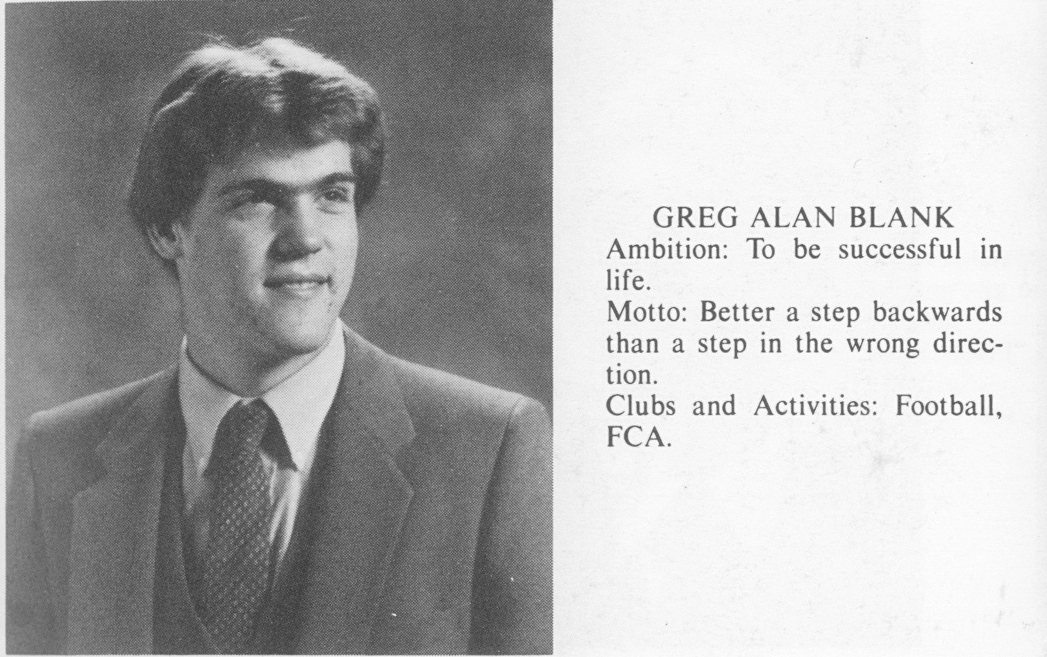 GREG ALAN BLANK
Ambition: To be successful in
life.
Motto: Better a step backwards
than a step in the wrong direc-
tion.
Clubs and Activities: Football,
FCA.